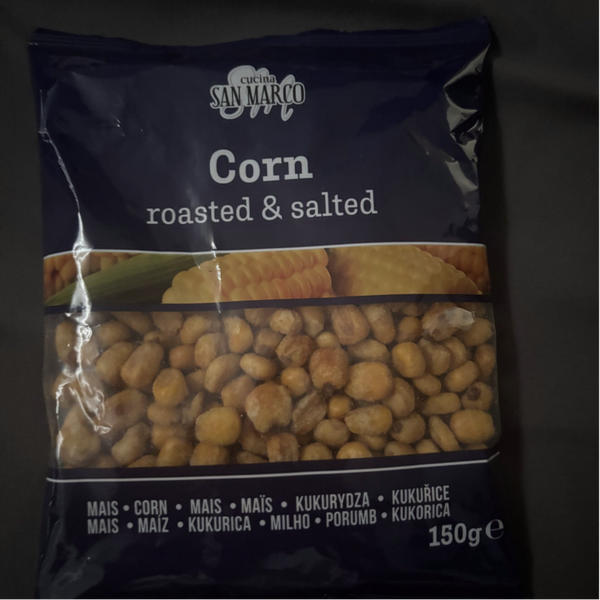 cucina
SAN MARCO
Corn
roasted & salted
MAIS • CORN • MAIS • MAÏS • KUKURYDZA • KUKUŘICE
MAIS • MAÍZ • KUKURICA • MILHO • PORUMB • KUKORICA
150g ℮